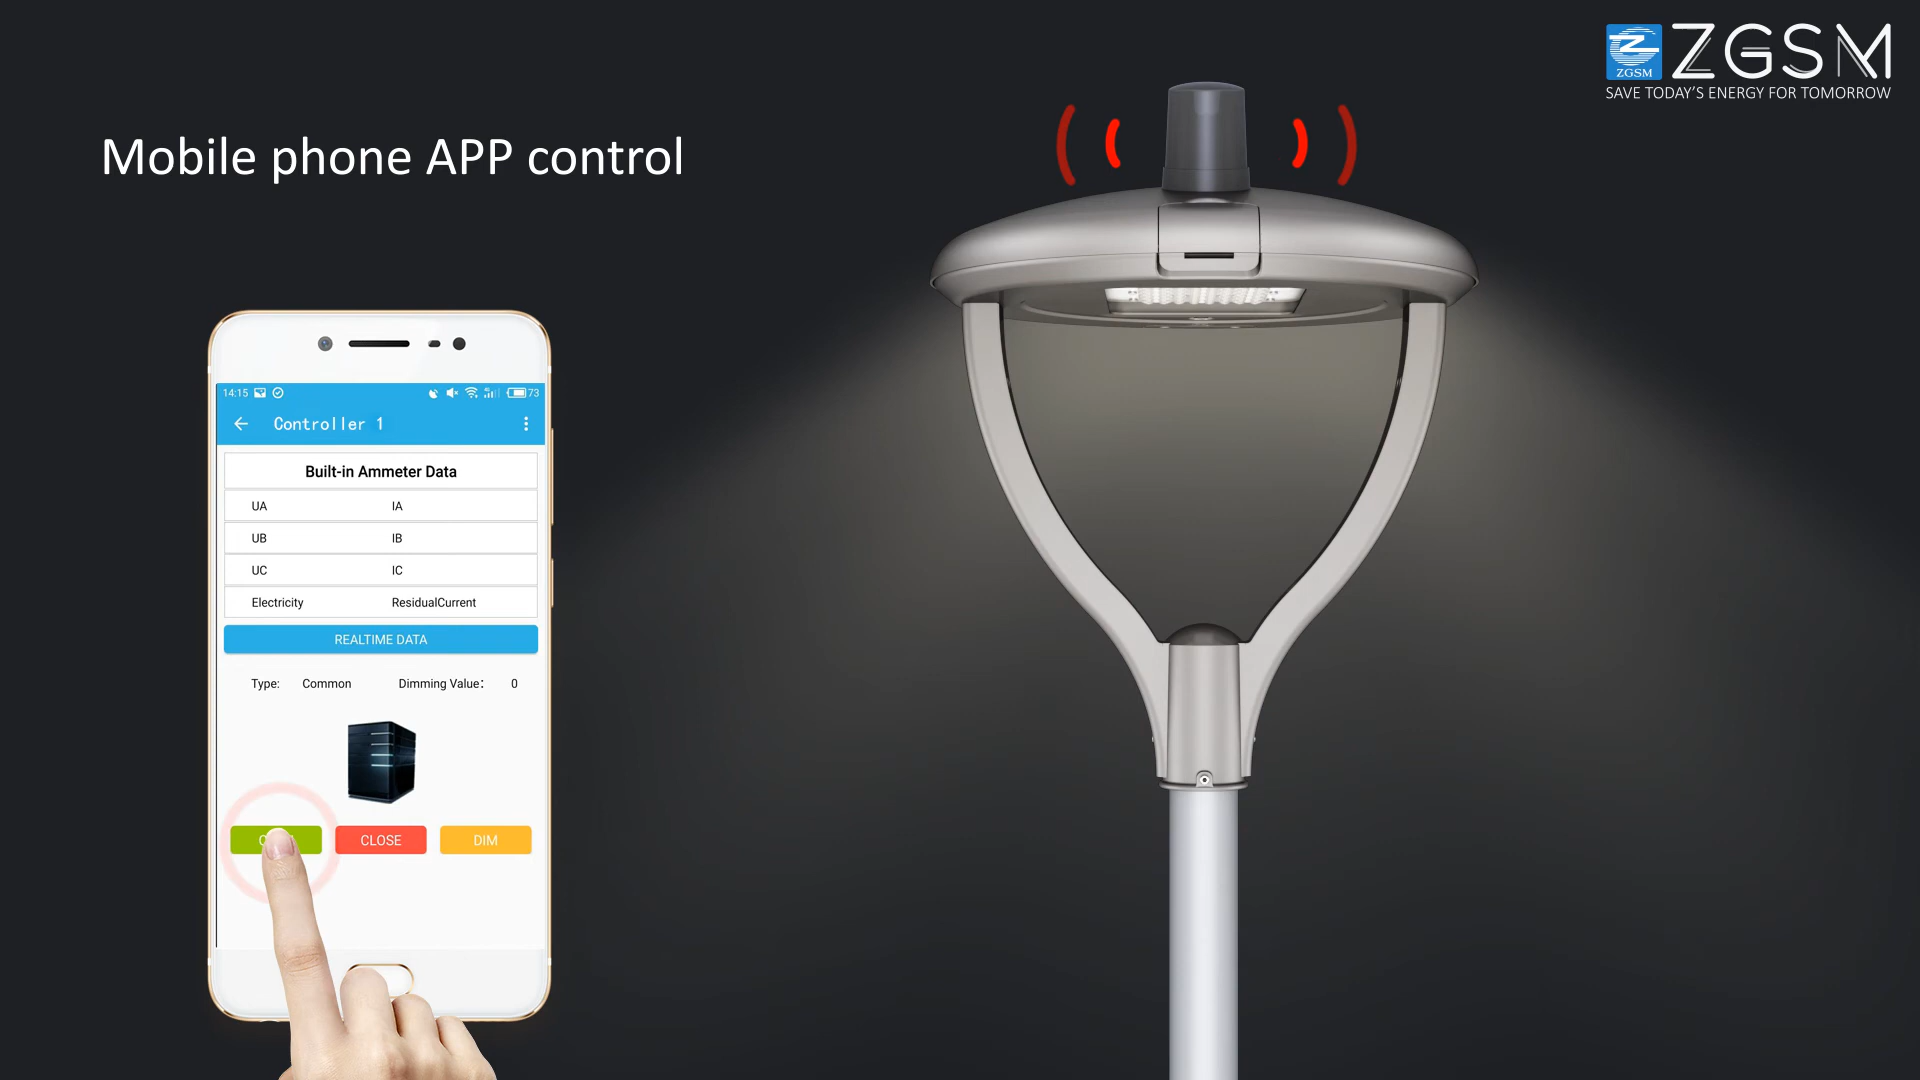 ZGSM
ZGSM
SAVE TODAY'S ENERGY FOR TOMORROW
Mobile phone APP control
14:15 73
Controller 1
Built-in Ammeter Data
UA IA
UB IB
UC IC
Electricity ResidualCurrent
REALTIME DATA
Type: Common Dimming Value: 0
CLOSE DIM